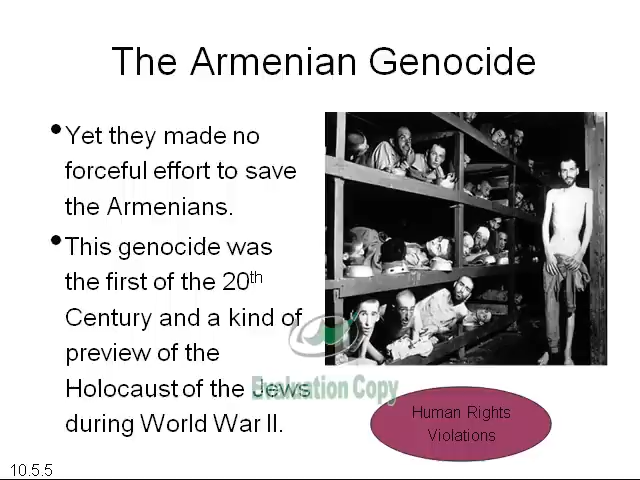 The Armenian Genocide
• Yet they made no
forceful effort to save
the Armenians.
• This genocide was
the first of the 20th
Century and a kind of
preview of the
Holocaust of the Jews
during World War II.
Evaluation Copy
Human Rights
Violations
10.5.5